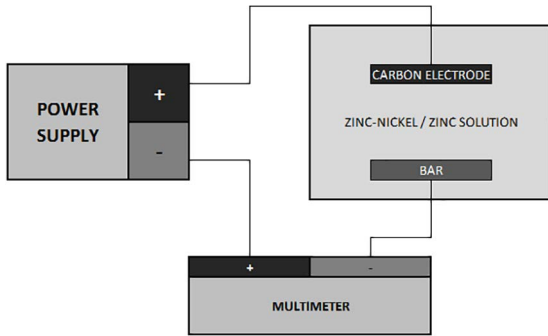 POWER
SUPPLY
+
-
CARBON ELECTRODE
ZINC-NICKEL / ZINC SOLUTION
BAR
+
-
MULTIMETER